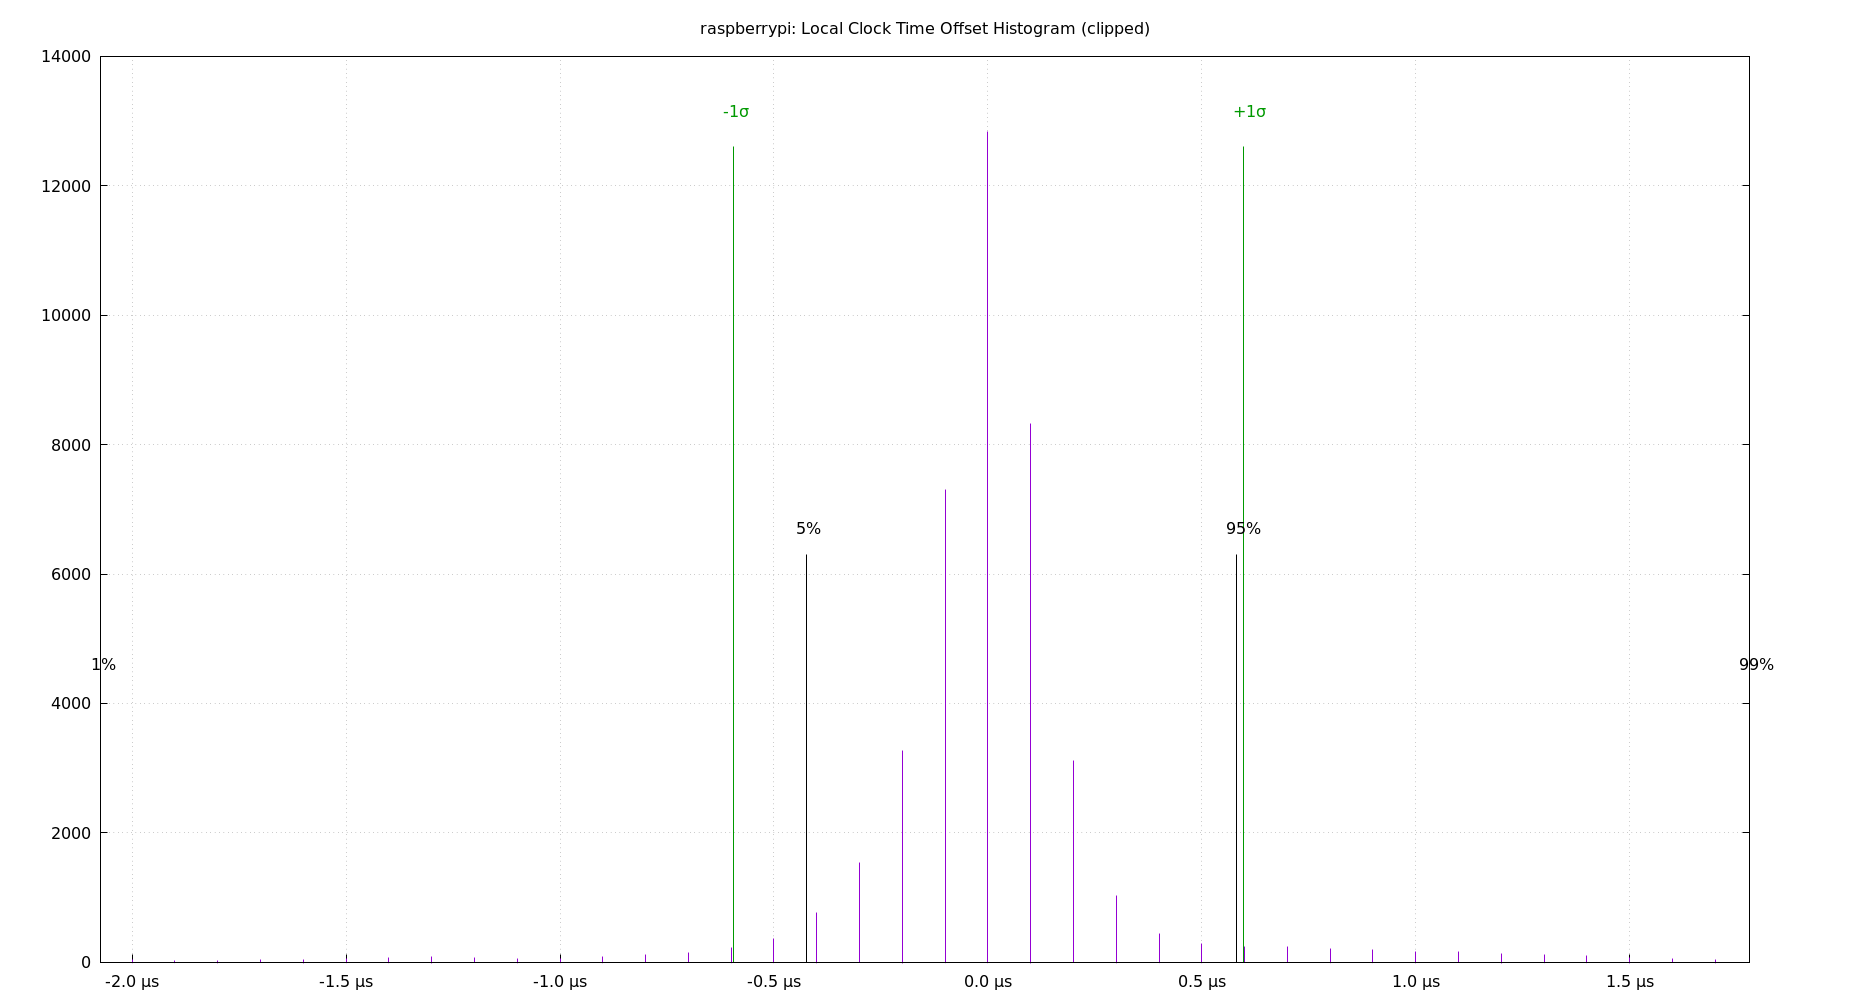 raspberrypi: Local Clock Time Offset Histogram (clipped)
14000
-1σ
+1σ
12000
10000
8000
5%
95%
6000
1%
99%
4000
2000
0
-2.0 μs
-1.5 μs
-1.0 μs
-0.5 μs
0.0 μs
0.5 μs
1.0 μs
1.5 μs